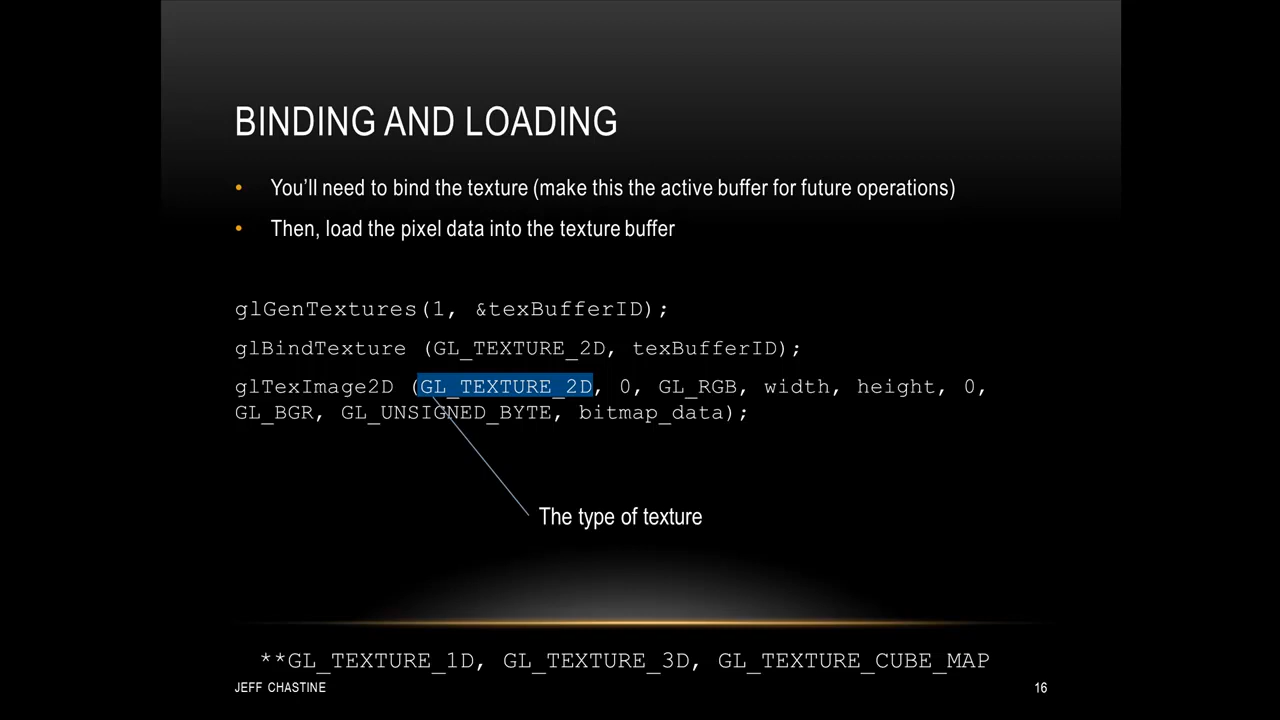 BINDING AND LOADING
• You'll need to bind the texture (make this the active buffer for future operations)
• Then, load the pixel data into the texture buffer
glGenTextures(1, &texBufferID);
glBindTexture (GL_TEXTURE_2D, texBufferID);
glTexImage2D (GL_TEXTURE_2D, 0, GL_RGB, width, height, 0,
GL_BGR, GL_UNSIGNED_BYTE, bitmap_data);
The type of texture
**GL_TEXTURE_1D, GL_TEXTURE_3D, GL_TEXTURE_CUBE_MAP
JEFF CHASTINE
16